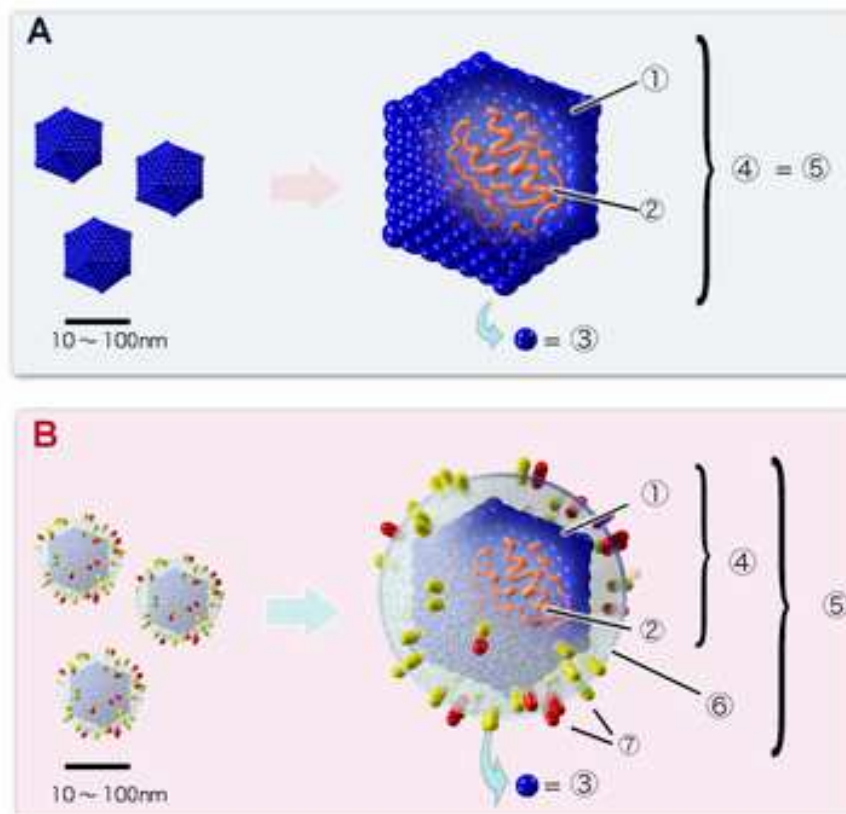 A
①
②
④ = ⑤
= ③
10～100nm
B
①
④
②
⑤
⑥
⑦
= ③
10～100nm